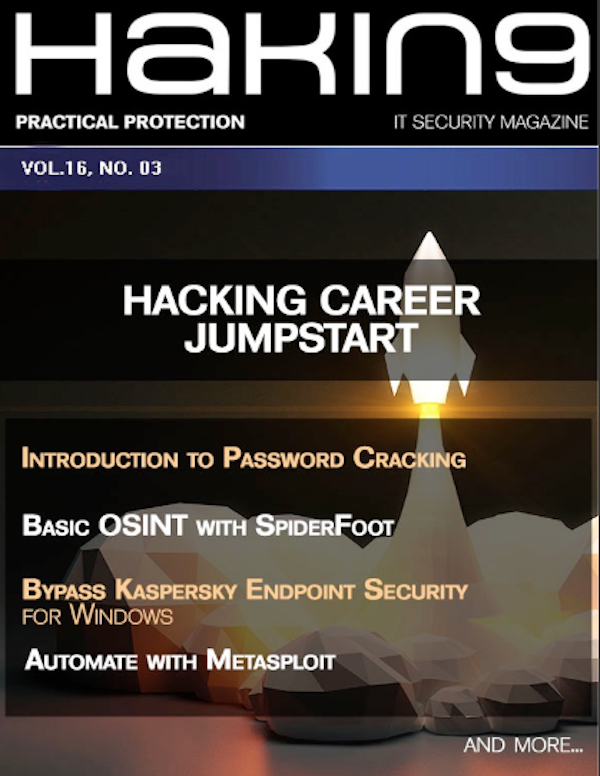 Haking
PRACTICAL PROTECTION
IT SECURITY MAGAZINE
VOL.16, NO. 03
HACKING CAREER
JUMPSTART
INTRODUCTION TO PASSWORD CRACKING
BASIC OSINT WITH SPIDERFOOT
BYPASS KASPERSKY ENDPOINT SECURITY
FOR WINDOWS
AUTOMATE WITH METASPLOIT
AND MORE...